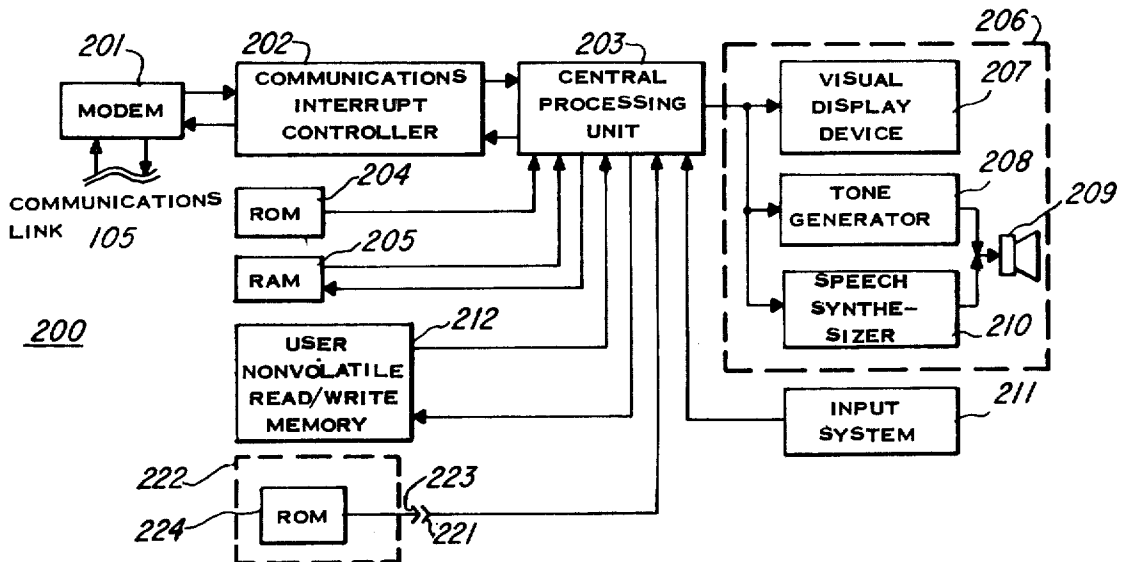 201
MODEM
COMMUNICATIONS
LINK 105
202
COMMUNICATIONS
INTERRUPT
CONTROLLER
203
CENTRAL
PROCESSING
UNIT
206
VISUAL
DISPLAY
DEVICE
207
204
ROM
208
TONE
GENERATOR
209
205
RAM
SPEECH
SYNTHE-
SIZER
210
200
212
USER
NONVOLATILE
READ/WRITE
MEMORY
INPUT
SYSTEM
211
222
223
224
ROM
221